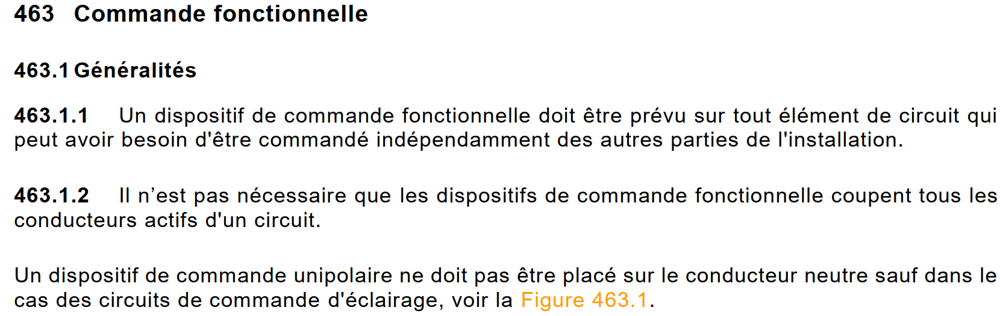 463 Commande fonctionnelle
463.1 Généralités
463.1.1 Un dispositif de commande fonctionnelle doit être prévu sur tout élément de circuit qui
peut avoir besoin d'être commandé indépendamment des autres parties de l'installation.
463.1.2 Il n’est pas nécessaire que les dispositifs de commande fonctionnelle coupent tous les
conducteurs actifs d'un circuit.
Un dispositif de commande unipolaire ne doit pas être placé sur le conducteur neutre sauf dans le
cas des circuits de commande d'éclairage, voir la Figure 463.1.